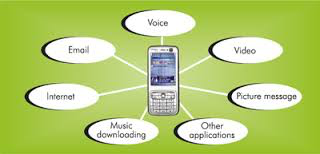 Voice
Email
Video
Internet
Picture message
Music
downloading
Other
applications